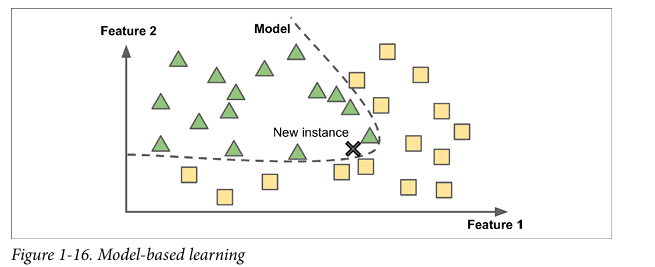 Feature 2
Model
New instance
Feature 1
Figure 1-16. Model-based learning